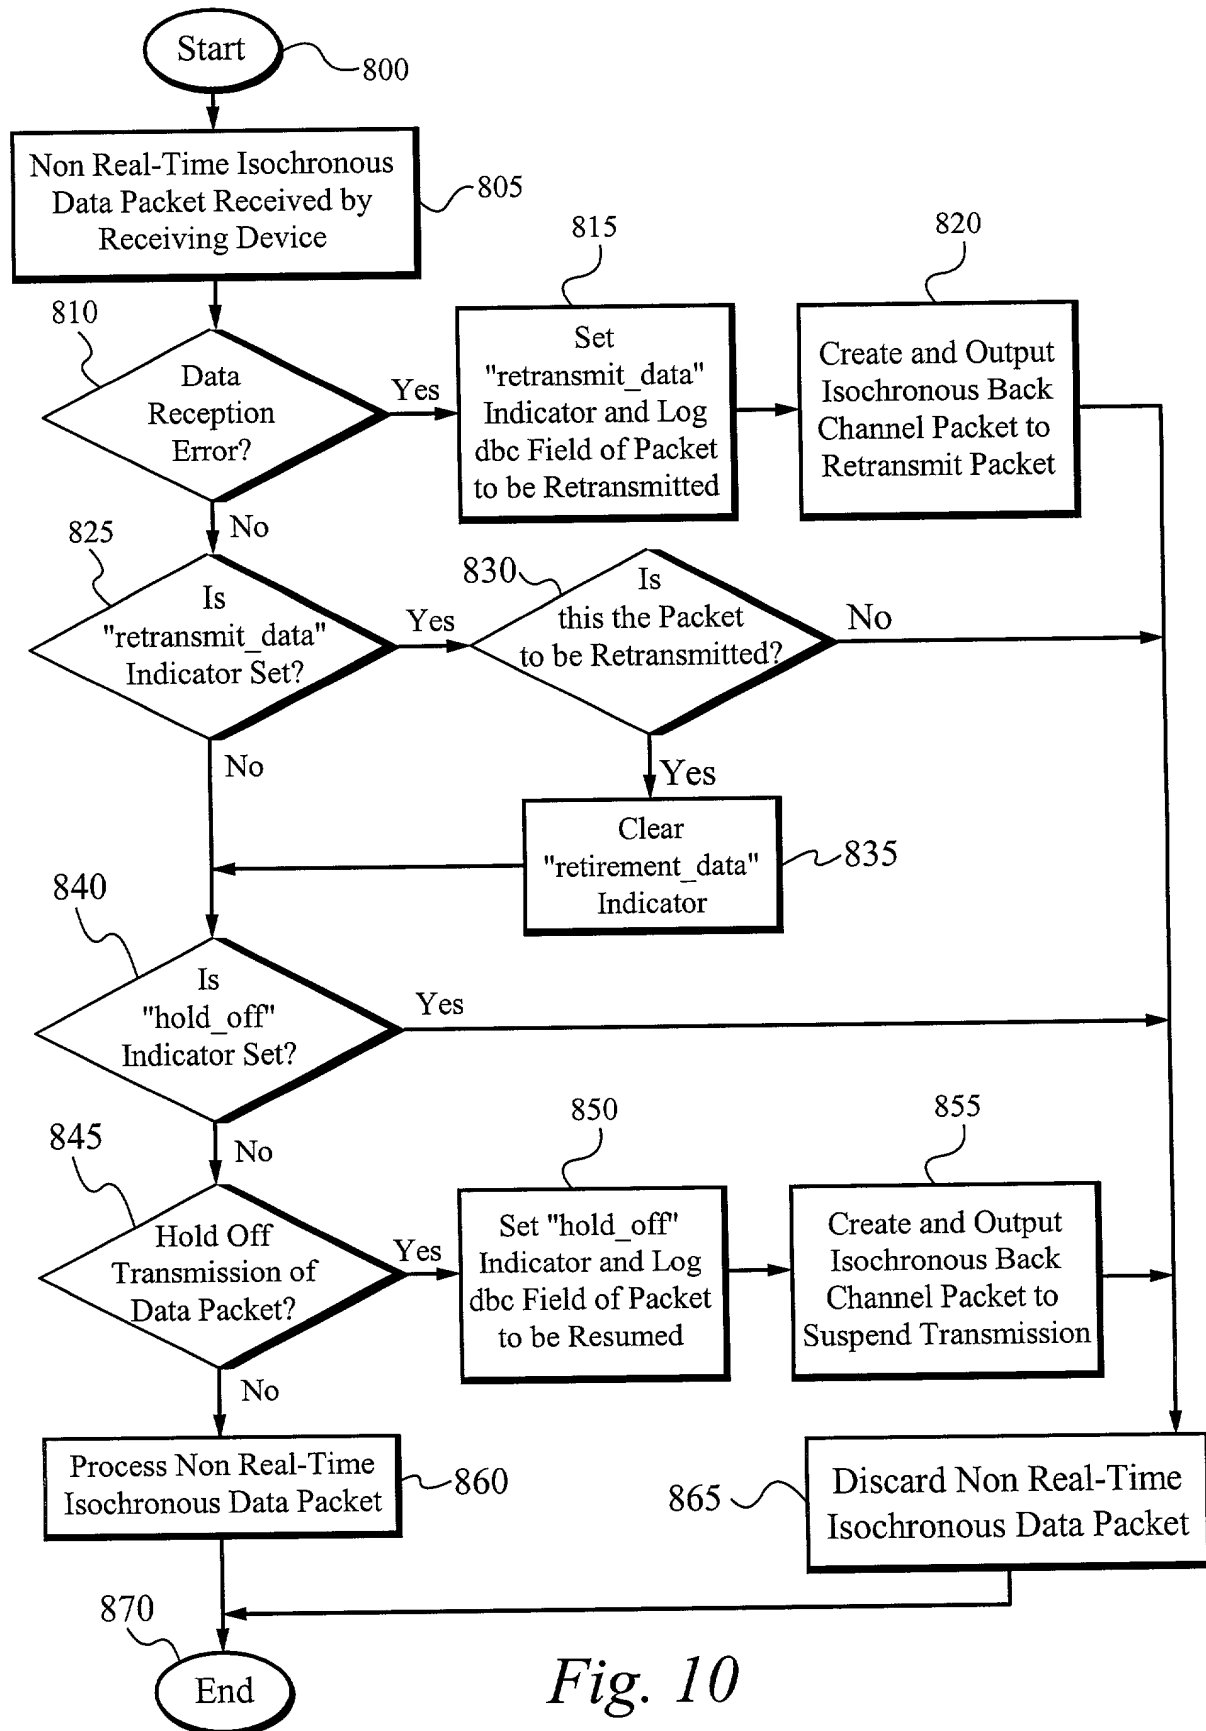 Start
800
Non Real-Time Isochronous
Data Packet Received by
Receiving Device
805
810
Data
Reception
Error?
Yes
No
815
Set
"retransmit_data"
Indicator and Log
dbc Field of Packet
to be Retransmitted
820
Create and Output
Isochronous Back
Channel Packet to
Retransmit Packet
825
Is
"retransmit_data"
Indicator Set?
Yes
No
830
Is
this the Packet
to be Retransmitted?
No
Yes
Clear
"retirement_data"
Indicator
835
840
Is
"hold_off"
Indicator Set?
Yes
No
845
Hold Off
Transmission of
Data Packet?
Yes
No
850
Set "hold_off"
Indicator and Log
dbc Field of Packet
to be Resumed
855
Create and Output
Isochronous Back
Channel Packet to
Suspend Transmission
Process Non Real-Time
Isochronous Data Packet
860
865
Discard Non Real-Time
Isochronous Data Packet
870
End
Fig. 10